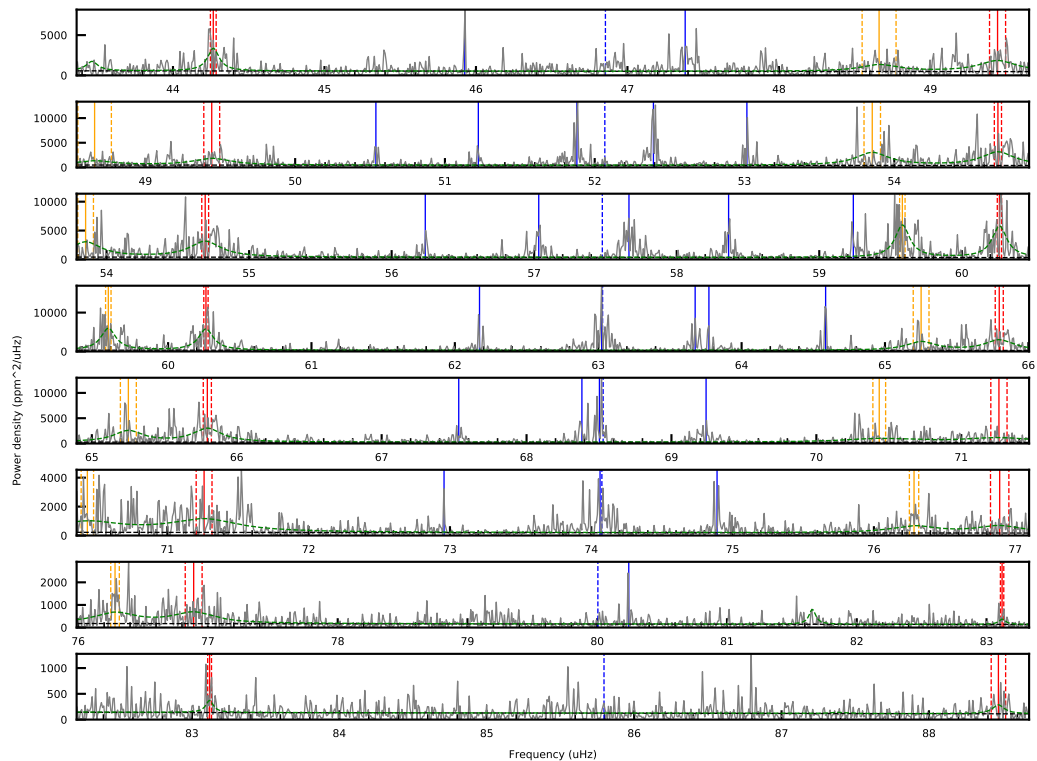 5000
0
44 45 46 47 48 49
10000
5000
0
49 50 51 52 53 54
10000
5000
0
54 55 56 57 58 59 60
10000
0
60 61 62 63 64 65 66
10000
5000
0
65 66 67 68 69 70 71
4000
2000
0
71 72 73 74 75 76 77
2000
1000
0
76 77 78 79 80 81 82 83
1000
500
0
83 84 85 86 87 88
Power density (ppm^2/uHz)
Frequency (uHz)